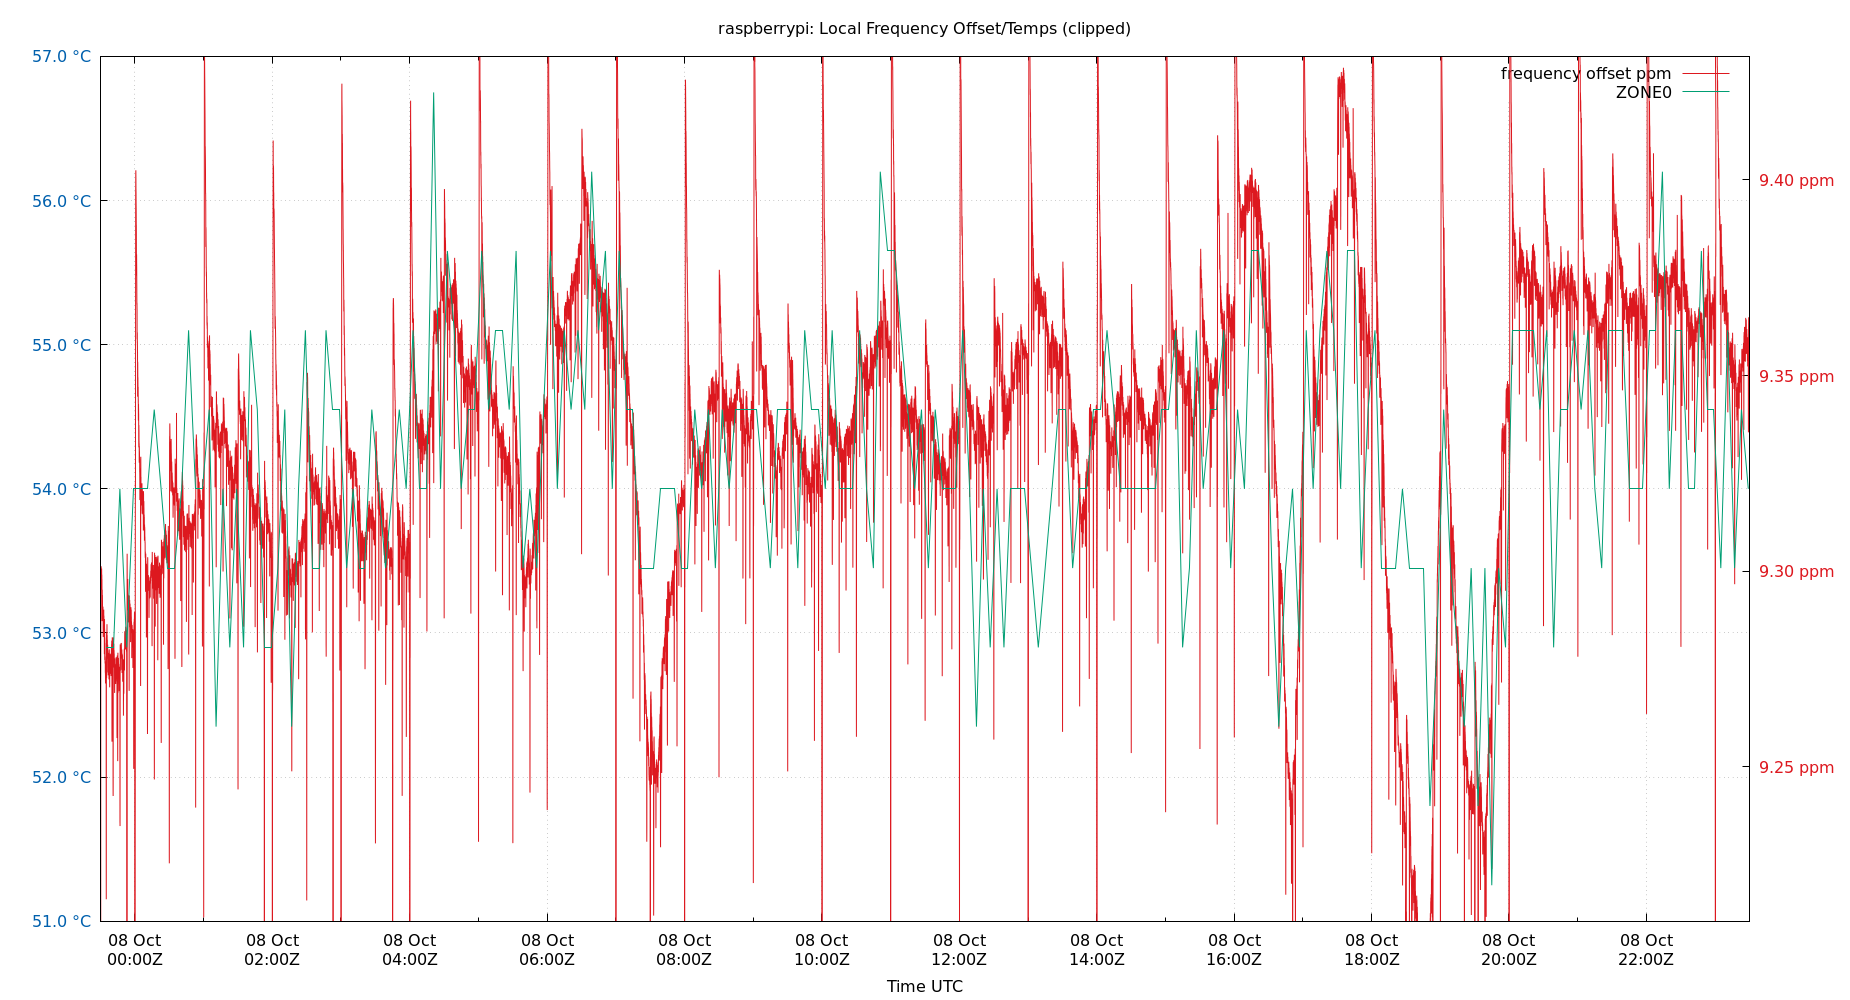 raspberrypi: Local Frequency Offset/Temps (clipped)
57.0 °C
56.0 °C
55.0 °C
54.0 °C
53.0 °C
52.0 °C
51.0 °C
frequency offset ppm
ZONE0
9.40 ppm
9.35 ppm
9.30 ppm
9.25 ppm
08 Oct 08 Oct 08 Oct 08 Oct 08 Oct 08 Oct 08 Oct 08 Oct 08 Oct 08 Oct 08 Oct 08 Oct
00:00Z 02:00Z 04:00Z 06:00Z 08:00Z 10:00Z 12:00Z 14:00Z 16:00Z 18:00Z 20:00Z 22:00Z
Time UTC